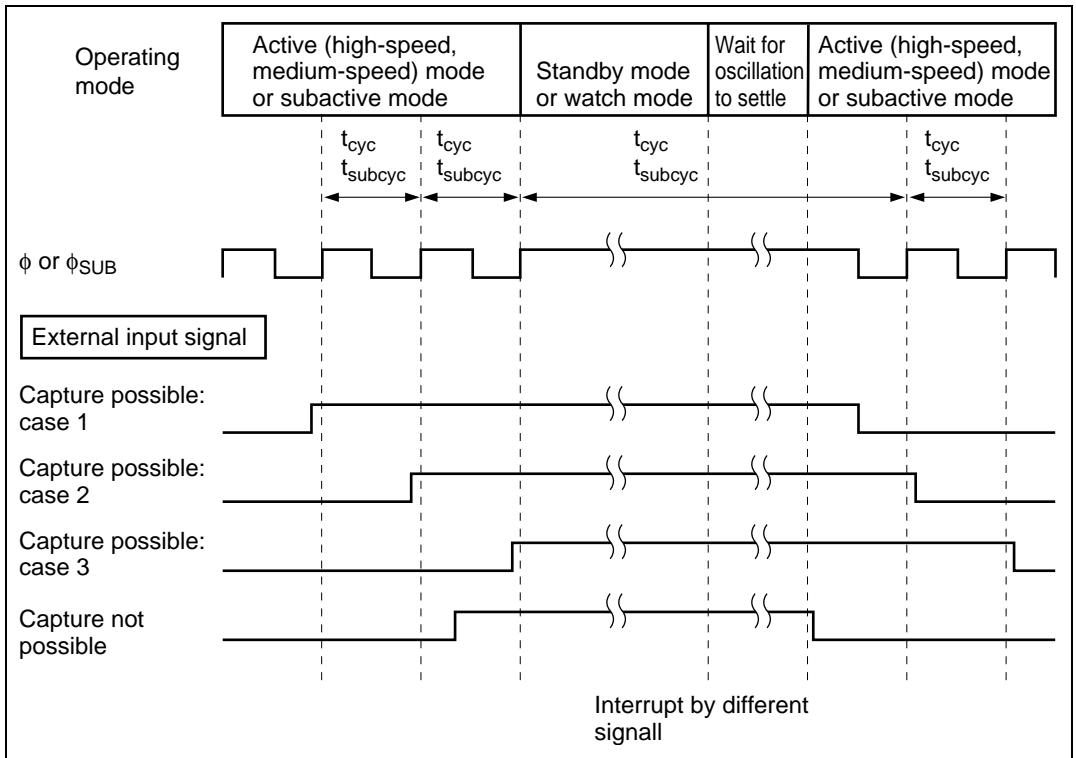 Operating
mode
Active (high-speed,
medium-speed) mode
or subactive mode
Standby mode
or watch mode
Wait for
oscillation
to settle
Active (high-speed,
medium-speed) mode
or subactive mode
tcyc
tsubcyc
tcyc
tsubcyc
tcyc
tsubcyc
tcyc
tsubcyc
ϕ or ϕSUB
External input signal
Capture possible:
case 1
Capture possible:
case 2
Capture possible:
case 3
Capture not
possible
Interrupt by different
signall